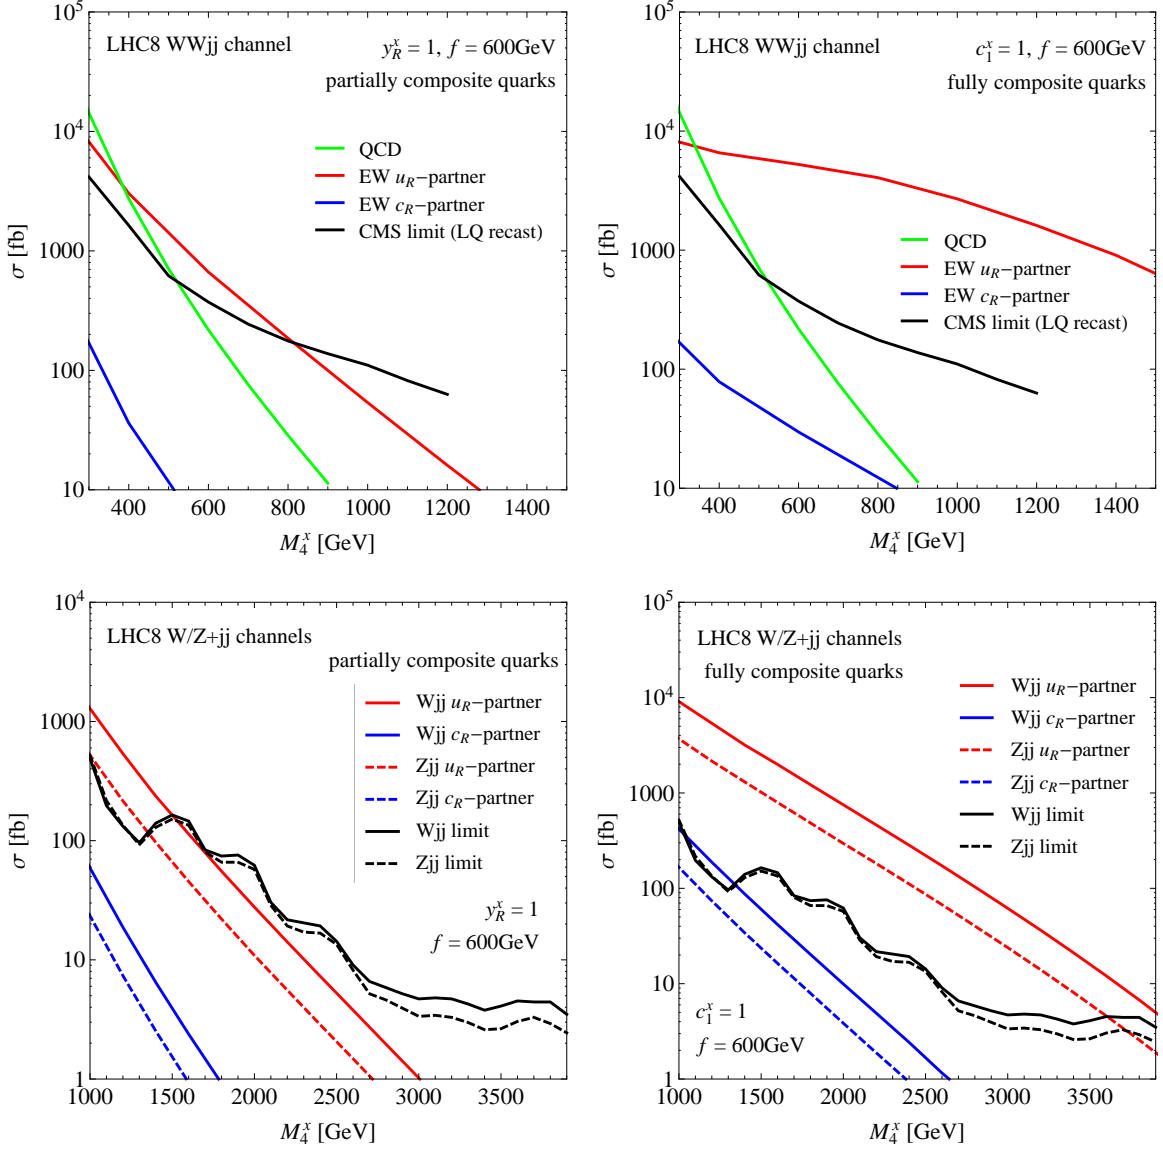 10^5
10^4
1000
100
10
σ [fb]
LHC8 WWjj channel
y_R^x = 1, f = 600GeV
partially composite quarks
QCD
EW u_R−partner
EW c_R−partner
CMS limit (LQ recast)
400 600 800 1000 1200 1400
M_4^x [GeV]
10^5
10^4
1000
100
10
σ [fb]
LHC8 WWjj channel
c_1^x = 1, f = 600GeV
fully composite quarks
QCD
EW u_R−partner
EW c_R−partner
CMS limit (LQ recast)
400 600 800 1000 1200 1400
M_4^x [GeV]
10^4
1000
100
10
1
σ [fb]
LHC8 W/Z+jj channels
partially composite quarks
Wjj u_R−partner
Wjj c_R−partner
Zjj u_R−partner
Zjj c_R−partner
Wjj limit
Zjj limit
y_R^x = 1
f = 600GeV
1000 1500 2000 2500 3000 3500
M_4^x [GeV]
10^5
10^4
1000
100
10
1
σ [fb]
LHC8 W/Z+jj channels
fully composite quarks
Wjj u_R−partner
Wjj c_R−partner
Zjj u_R−partner
Zjj c_R−partner
Wjj limit
Zjj limit
c_1^x = 1
f = 600GeV
1000 1500 2000 2500 3000 3500
M_4^x [GeV]